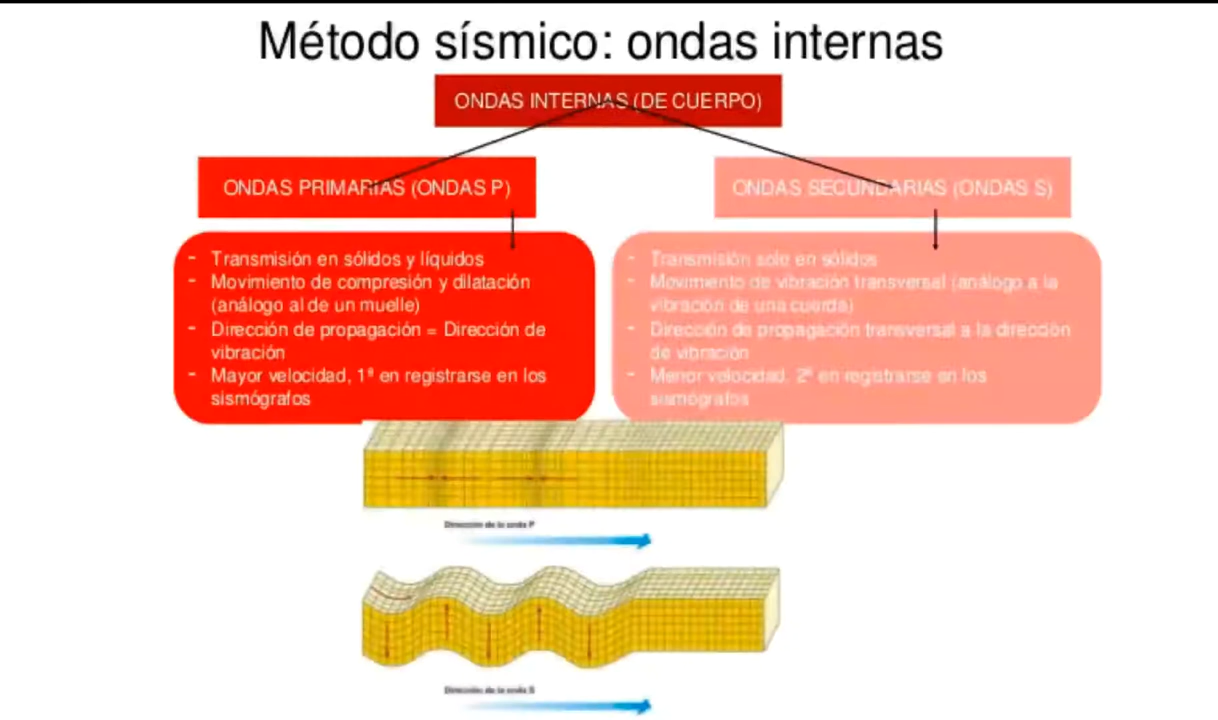 Método sísmico: ondas internas
ONDAS INTERNAS (DE CUERPO)
ONDAS PRIMARIAS (ONDAS P)
- Transmisión en sólidos y líquidos
- Movimiento de compresión y dilatación
(análogo al de un muelle)
- Dirección de propagación = Dirección de
vibración
- Mayor velocidad, 1ª en registrarse en los
sismógrafos
ONDAS SECUNDARIAS (ONDAS S)
- Transmisión solo en sólidos
- Movimiento de vibración transversal (análogo a la
vibración de una cuerda)
- Dirección de propagación transversal a la dirección
de vibración
- Menor velocidad. 2ª en registrarse en los
sismógrafos
Dirección de la onda P
Dirección de la onda S